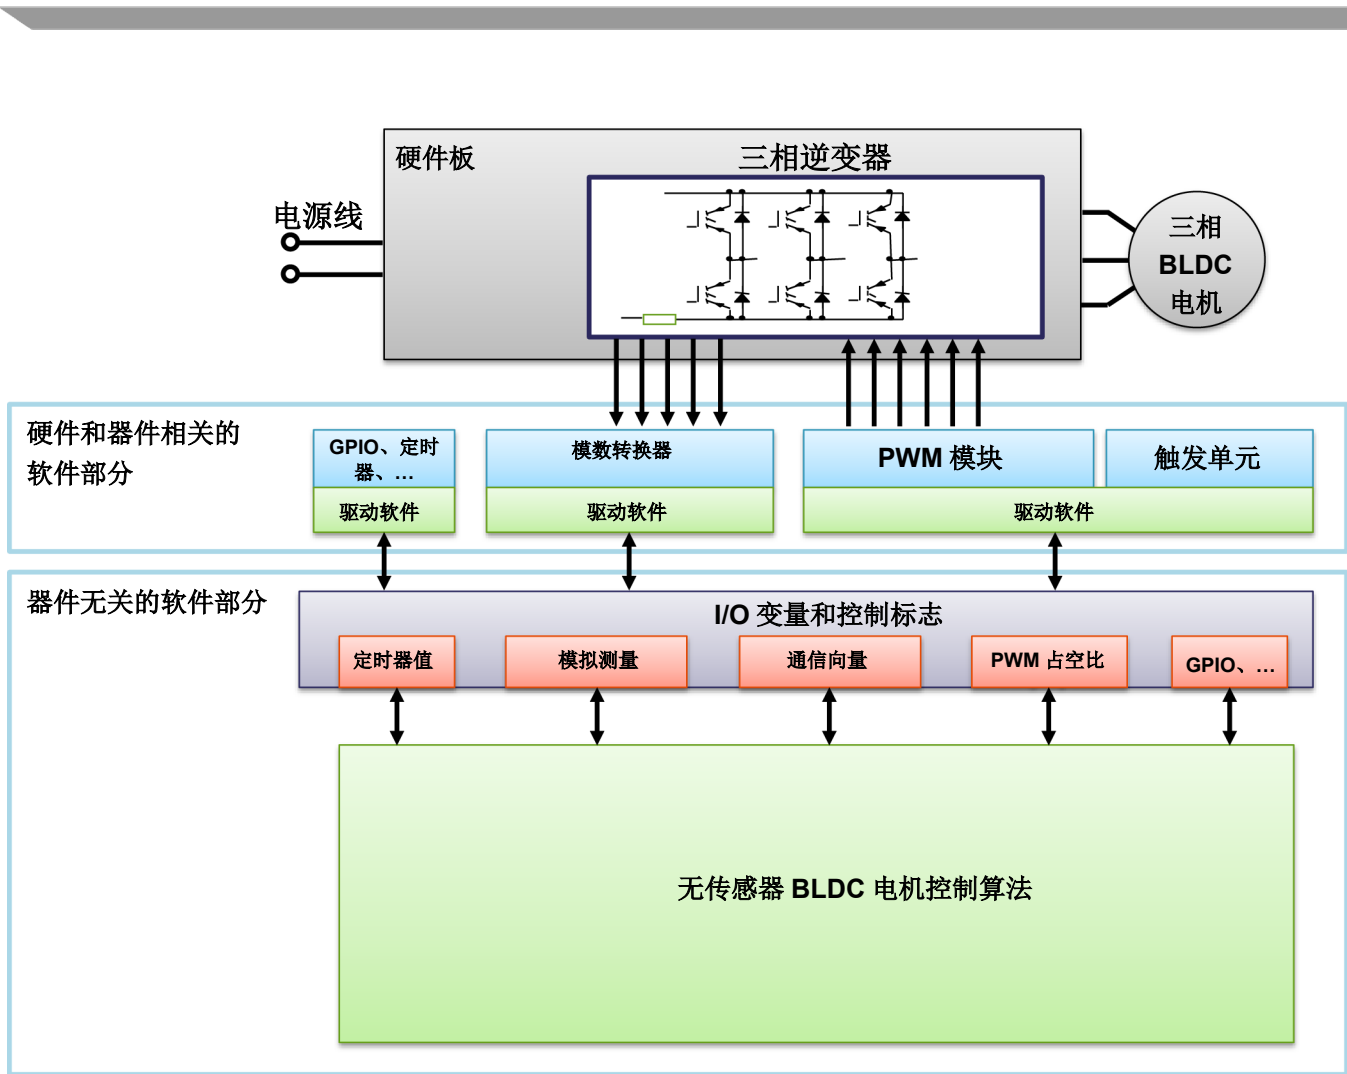 硬件板
三相逆变器
电源线
三相
BLDC
电机
硬件和器件相关的
软件部分
GPIO、定时
器、...
驱动软件
模数转换器
驱动软件
PWM 模块
触发单元
驱动软件
器件无关的软件部分
I/O 变量和控制标志
定时器值
模拟测量
通信向量
PWM 占空比
GPIO、...
无传感器 BLDC 电机控制算法